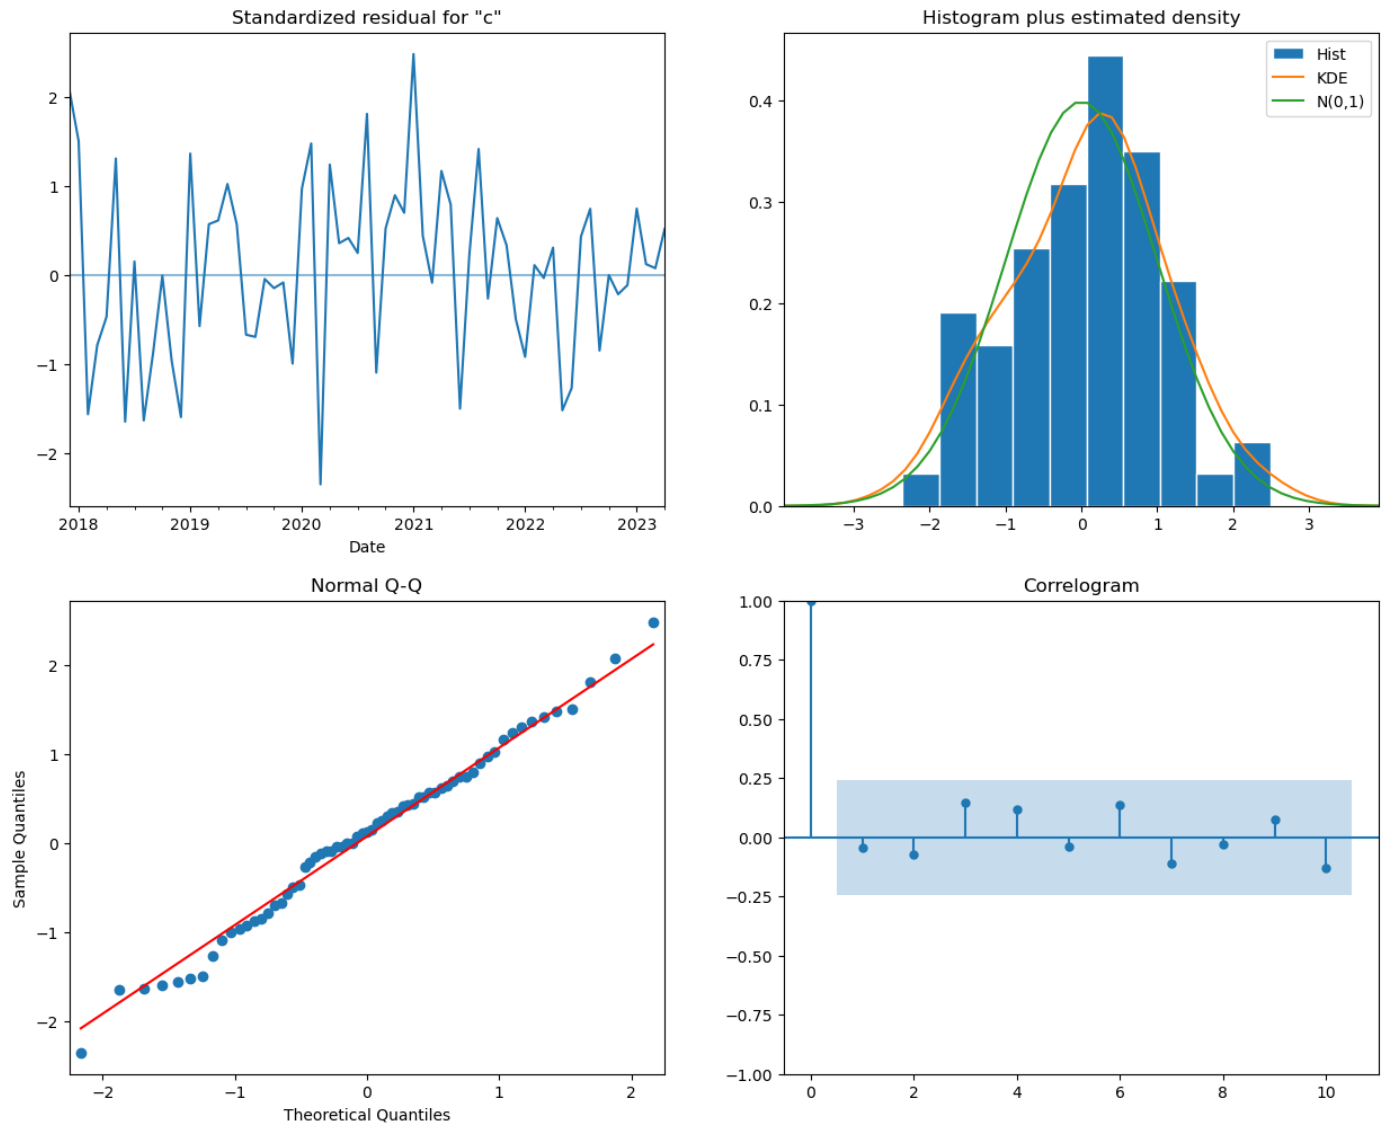 Standardized residual for "c"
2
1
0
−1
−2
2018 2019 2020 2021 2022 2023
Date
Histogram plus estimated density
Hist
KDE
N(0,1)
0.4
0.3
0.2
0.1
0.0
−3 −2 −1 0 1 2 3
Normal Q-Q
Sample Quantiles
2
1
0
−1
−2
−2 −1 0 1 2
Theoretical Quantiles
Correlogram
1.00
0.75
0.50
0.25
0.00
−0.25
−0.50
−0.75
−1.00
0 2 4 6 8 10